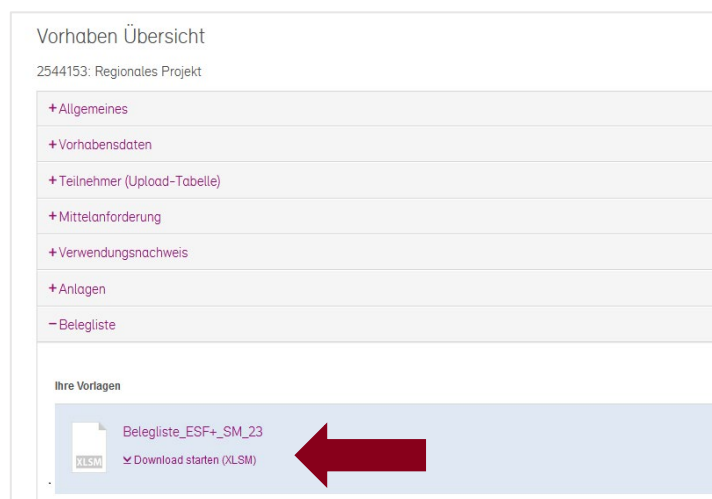 Vorhaben Übersicht
2544153: Regionales Projekt
+Allgemeines
+Vorhabensdaten
+Teilnehmer (Upload-Tabelle)
+Mittelanforderung
+Verwendungsnachweis
+Anlagen
−Belegliste
Ihre Vorlagen
Belegliste_ESF+_SM_23
XLSM
Download starten (XLSM)